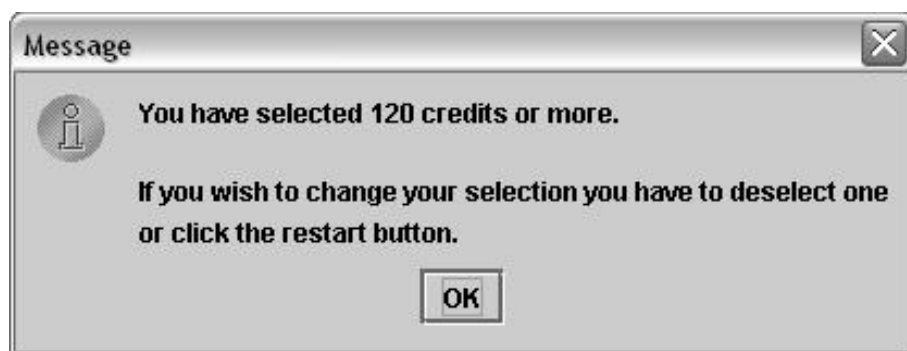 Message
You have selected 120 credits or more.
If you wish to change your selection you have to deselect one
or click the restart button.
OK